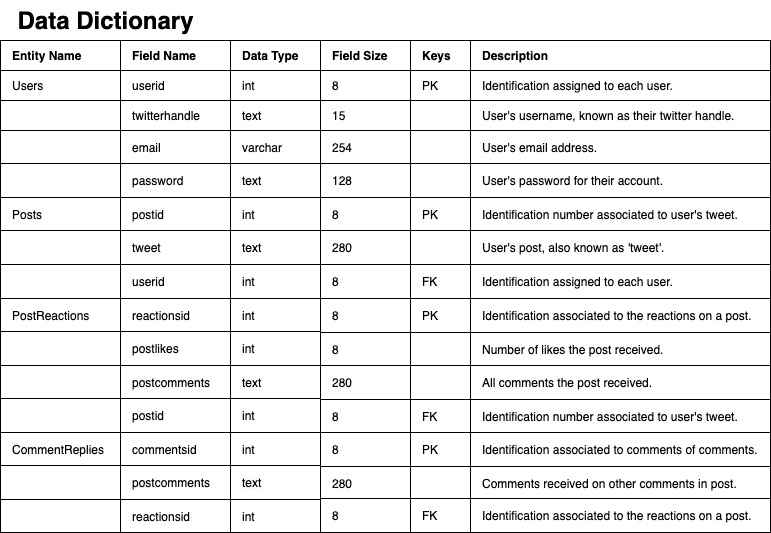 Data Dictionary
Entity Name Field Name Data Type Field Size Keys Description
Users userid int 8 PK Identification assigned to each user.
twitterhandle text 15 User's username, known as their twitter handle.
email varchar 254 User's email address.
password text 128 User's password for their account.
Posts postid int 8 PK Identification number associated to user's tweet.
tweet text 280 User's post, also known as 'tweet'.
userid int 8 FK Identification assigned to each user.
PostReactions reactionsid int 8 PK Identification associated to the reactions on a post.
postlikes int 8 Number of likes the post received.
postcomments text 280 All comments the post received.
postid int 8 FK Identification number associated to user's tweet.
CommentReplies commentsid int 8 PK Identification associated to comments of comments.
postcomments text 280 Comments received on other comments in post.
reactionsid int 8 FK Identification associated to the reactions on a post.